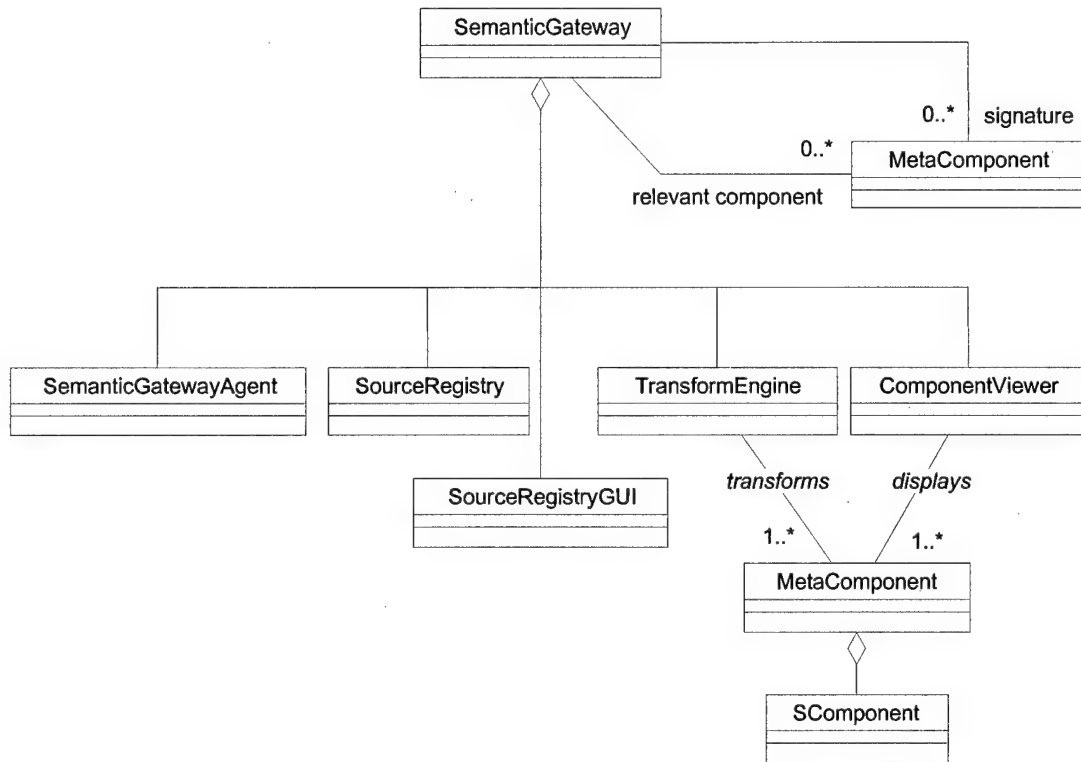 SemanticGateway
0..* signature
MetaComponent
0..*
relevant component
SemanticGatewayAgent
SourceRegistry
TransformEngine
ComponentViewer
transforms
displays
SourceRegistryGUI
1..*
1..*
MetaComponent
SComponent